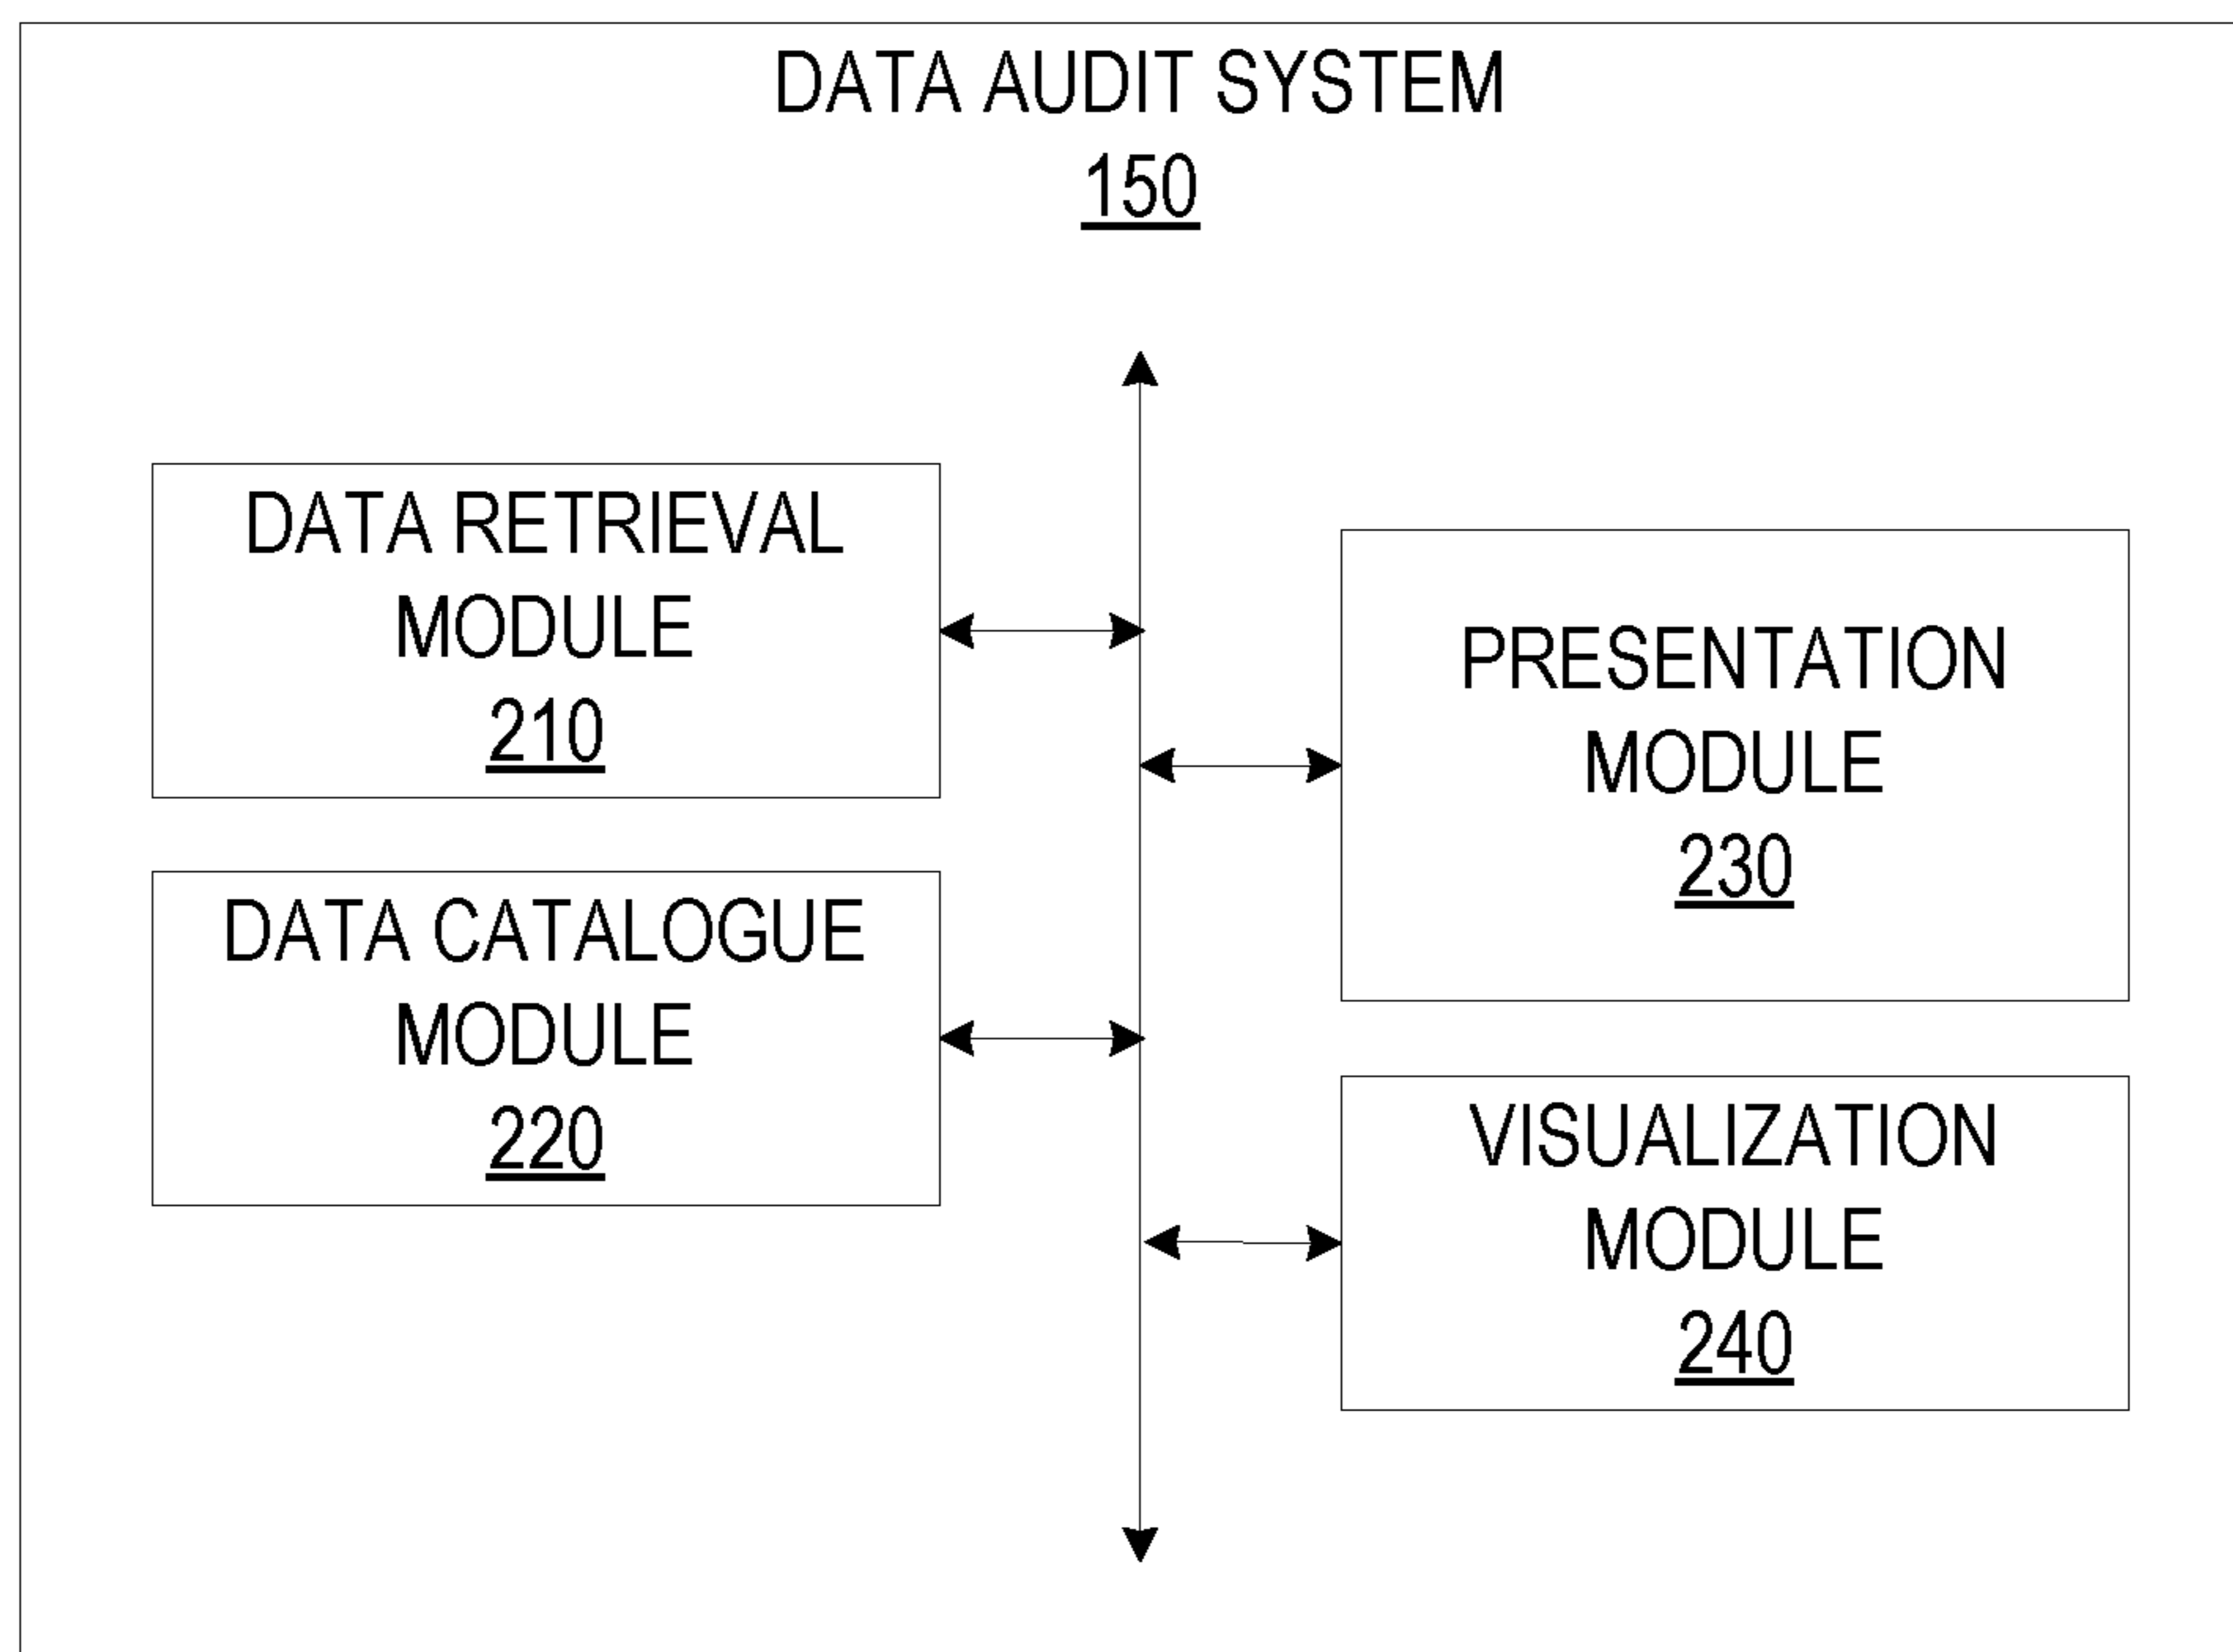 DATA AUDIT SYSTEM
150
DATA RETRIEVAL
MODULE
210
DATA CATALOGUE
MODULE
220
PRESENTATION
MODULE
230
VISUALIZATION
MODULE
240